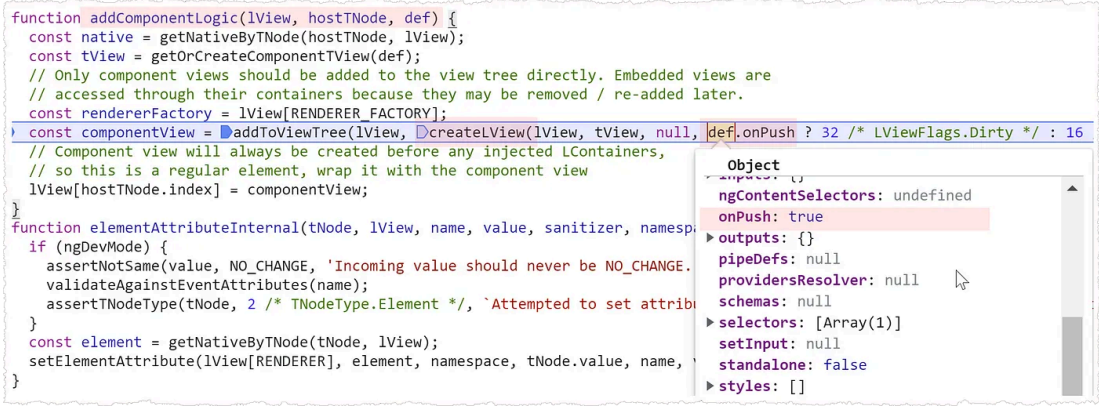 function addComponentLogic(lView, hostTNode, def) {
const native = getNativeByTNode(hostTNode, lView);
const tView = getOrCreateComponentTView(def);
// Only component views should be added to the view tree directly. Embedded views are
// accessed through their containers because they may be removed / re-added later.
const rendererFactory = lView[RENDERER_FACTORY];
const componentView = addToViewTree(lView, createLView(lView, tView, null, def.onPush ? 32 /* LViewFlags.Dirty */ : 16
// Component view will always be created before any injected LContainers,
// so this is a regular element, wrap it with the component view
lView[hostTNode.index] = componentView;
}
function elementAttributeInternal(tNode, lView, name, value, sanitizer, namespa
if (ngDevMode) {
assertNotSame(value, NO_CHANGE, 'Incoming value should never be NO_CHANGE.
validateAgainstEventAttributes(name);
assertTNodeType(tNode, 2 /* TNodeType.Element */, `Attempted to set attribu
}
const element = getNativeByTNode(tNode, lView);
setElementAttribute(lView[RENDERER], element, namespace, tNode.value, name,
}
Object
inputs: {}
ngContentSelectors: undefined
onPush: true
outputs: {}
pipeDefs: null
providersResolver: null
schemas: null
selectors: [Array(1)]
setInput: null
standalone: false
styles: []